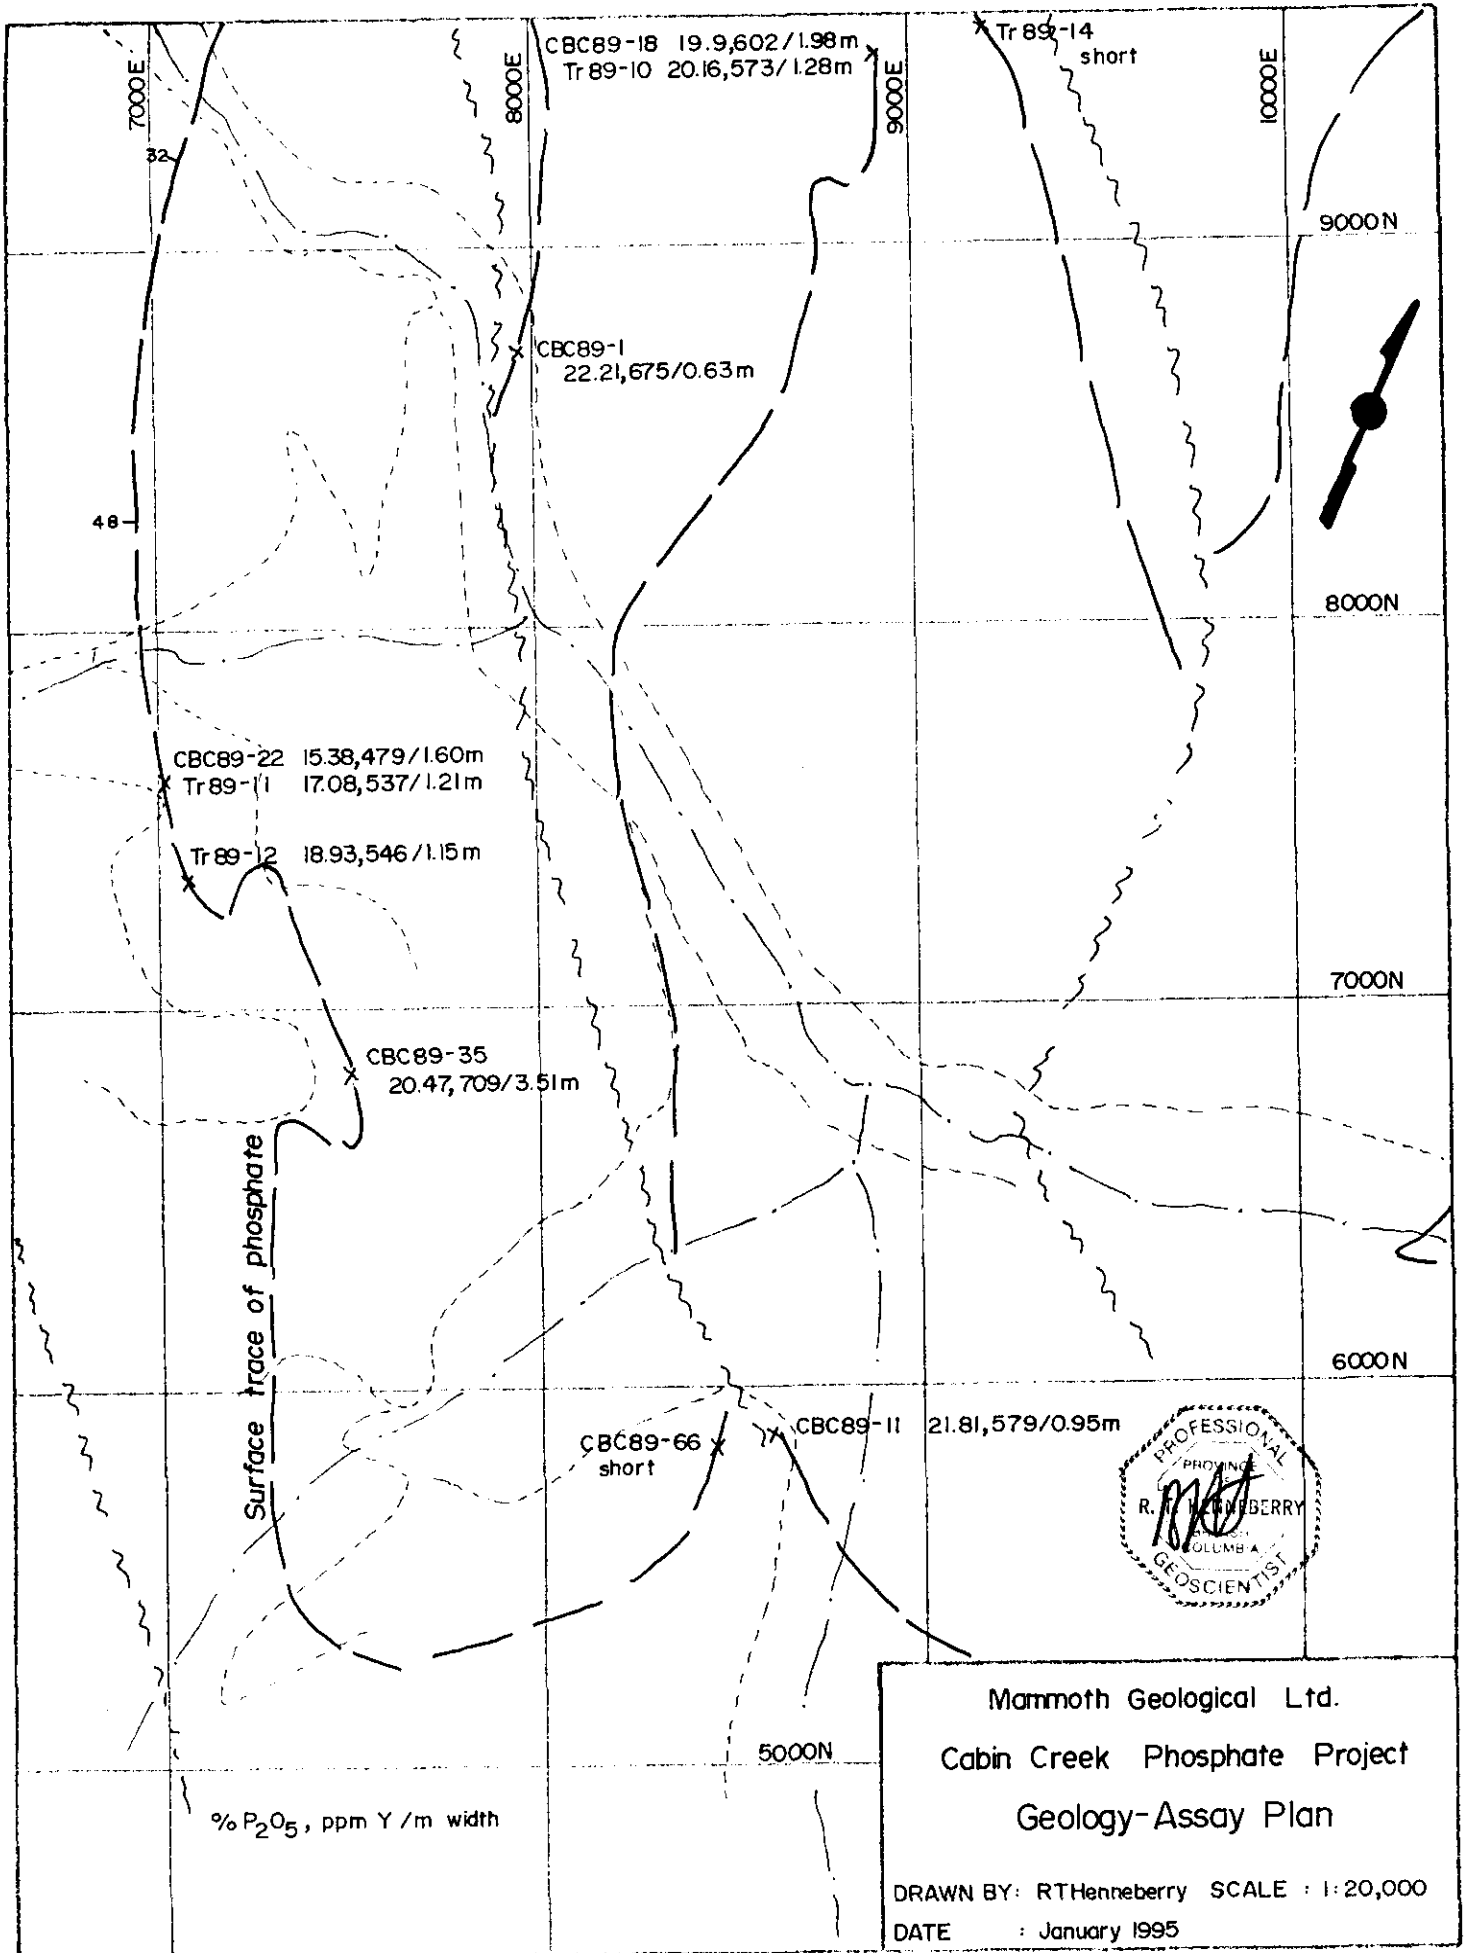 CBC89-18 19.9,602/1.98m
Tr 89-10 20.16,573/1.28m
Tr 89-14
short
7000E
8000E
9000E
10000E
32
9000N
CBC89-1
22.21,675/0.63m
48
8000N
CBC89-22 15.38,479/1.60m
Tr 89-11 17.08,537/1.21m
Tr 89-12 18.93,546/1.15m
7000N
CBC89-35
20.47,709/3.51m
Surface trace of phosphate
6000N
CBC89-11 21.81,579/0.95m
CBC89-66
short
PROFESSIONAL
PROVINCE
R. T. HENNEBERRY
COLUMBIA
GEOSCIENTIST
5000N
% P2O5, ppm Y /m width
Mammoth Geological Ltd.
Cabin Creek Phosphate Project
Geology-Assay Plan
DRAWN BY: RTHenneberry SCALE : 1:20,000
DATE : January 1995